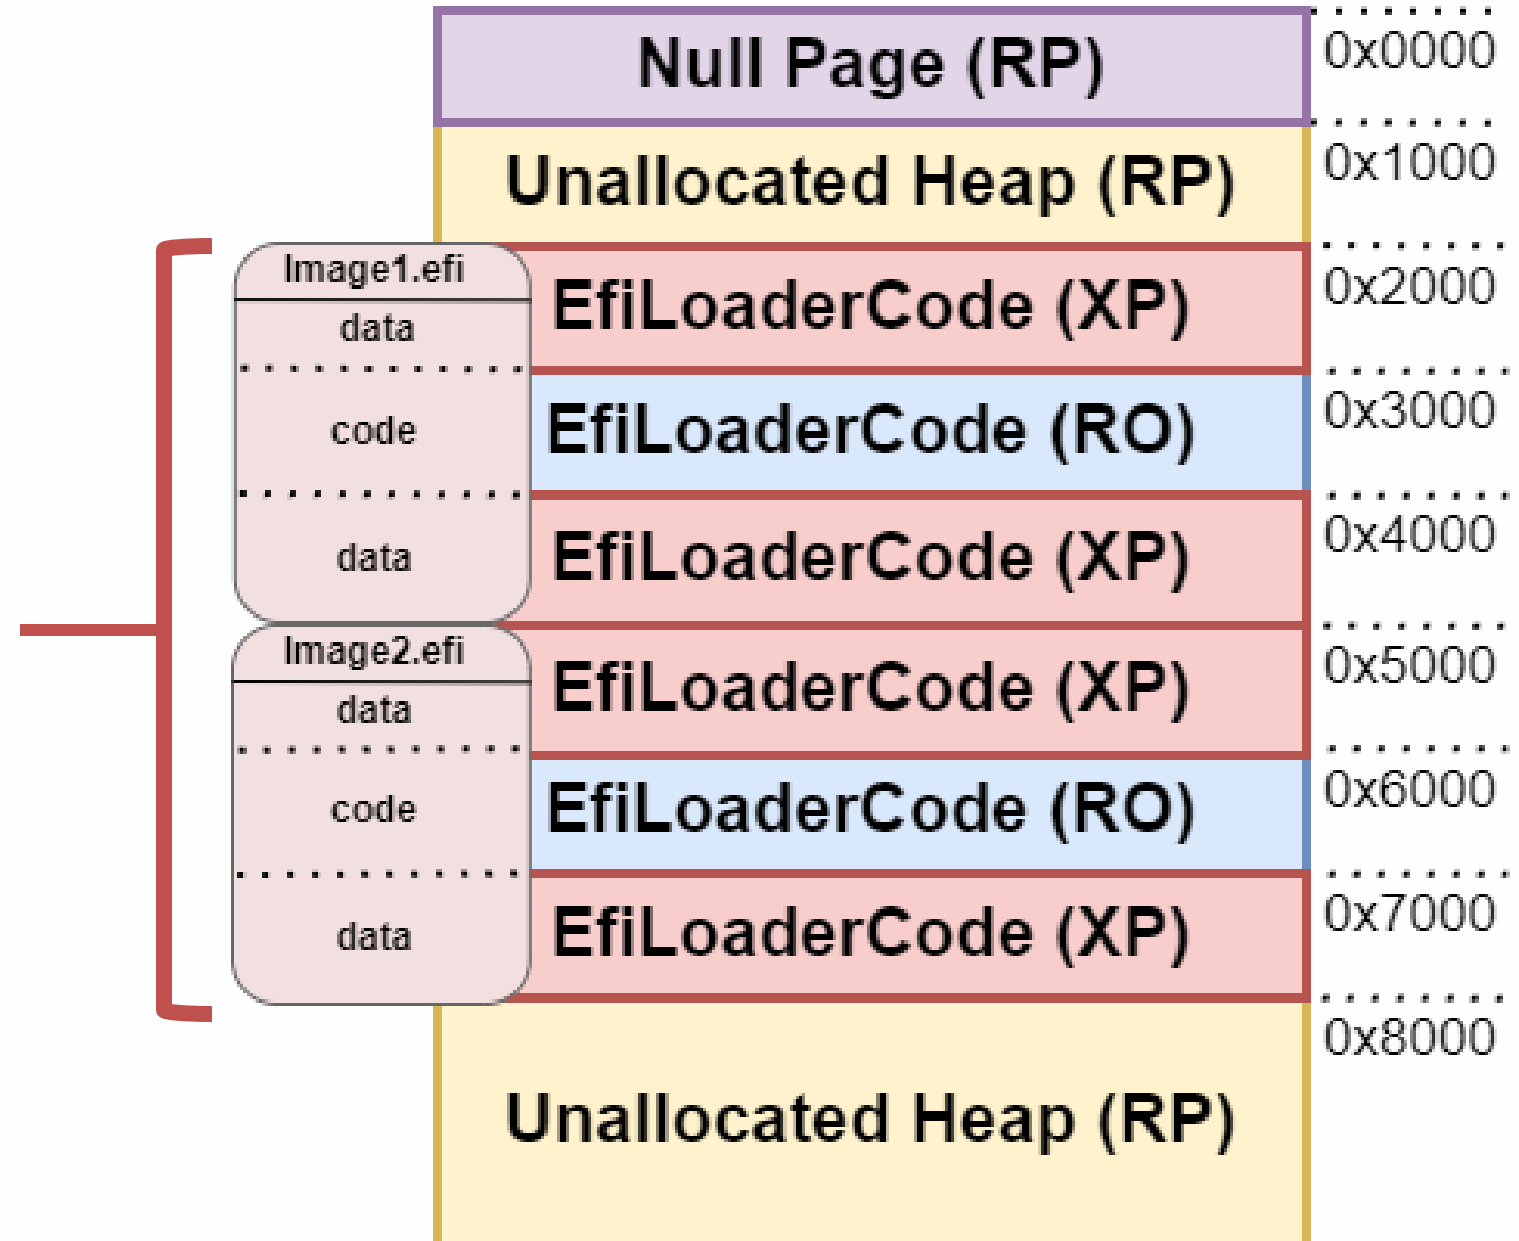 Null Page (RP)
0x0000
Unallocated Heap (RP)
0x1000
Image1.efi
data
EfiLoaderCode (XP)
0x2000
code
EfiLoaderCode (RO)
0x3000
data
EfiLoaderCode (XP)
0x4000
Image2.efi
data
EfiLoaderCode (XP)
0x5000
code
EfiLoaderCode (RO)
0x6000
data
EfiLoaderCode (XP)
0x7000
0x8000
Unallocated Heap (RP)